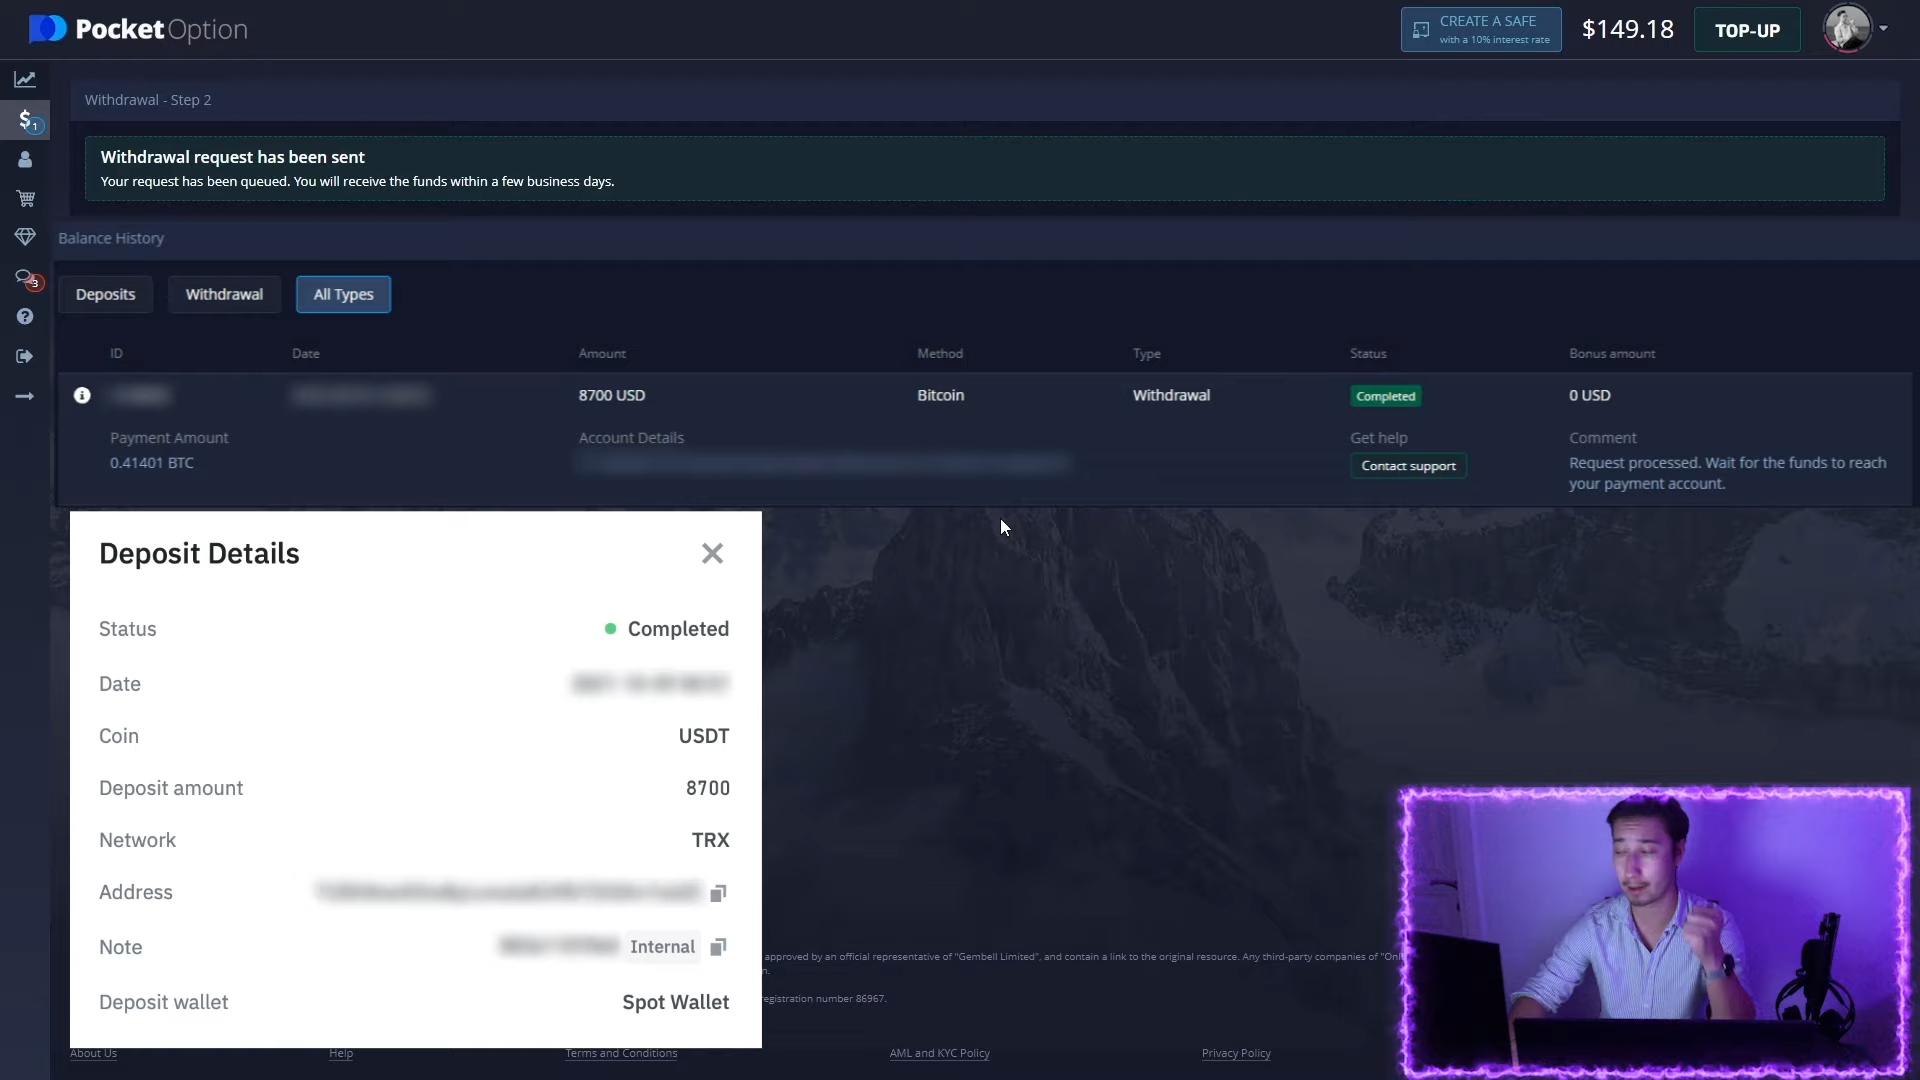 PocketOption
CREATE A SAFE
with a 10% interest rate
$149.18
TOP-UP
1
3
Withdrawal - Step 2
Withdrawal request has been sent
Your request has been queued. You will receive the funds within a few business days.
Balance History
Deposits Withdrawal All Types
ID Date Amount Method Type Status Bonus amount
8700 USD Bitcoin Withdrawal Completed 0 USD
Payment Amount Account Details Get help Comment
0.41401 BTC Contact support Request processed. Wait for the funds to reach
your payment account.
Deposit Details
Status Completed
Date
Coin USDT
Deposit amount 8700
Network TRX
Address
Note Internal
Deposit wallet Spot Wallet
approved by an official representative of "Gembell Limited", and contain a link to the original resource. Any third-party companies of
registration number 86967.
About Us Help Terms and Conditions AML and KYC Policy Privacy Policy